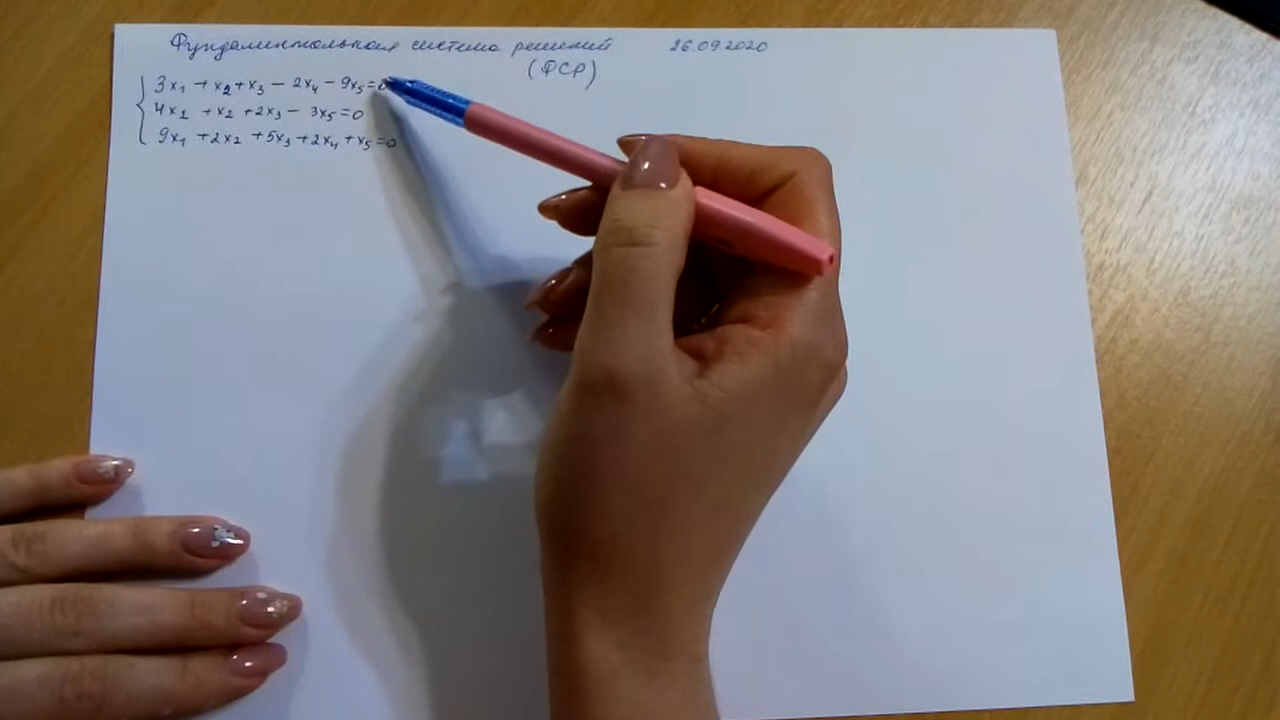 Фундаментальная система решений 26.09.2020
(ФСР)
3x₁ + x₂ + x₃ - 2x₄ - 9x₅ = 0
4x₁ + x₂ + 2x₃ - 3x₅ = 0
9x₁ + 2x₂ + 5x₃ + 2x₄ + x₅ = 0